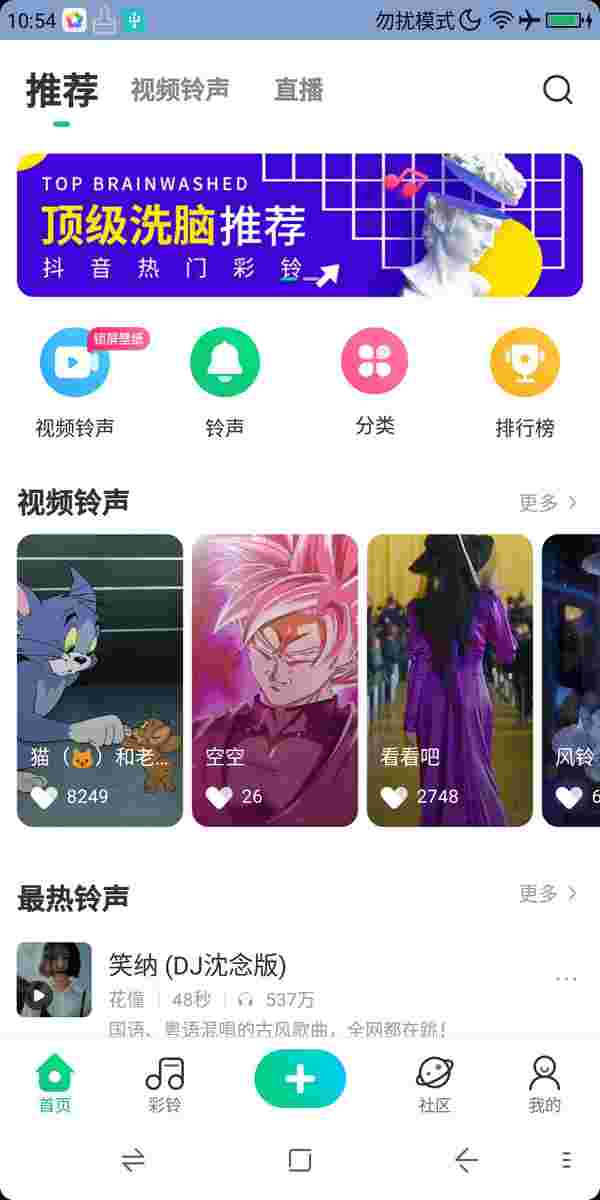 10:54 勿扰模式
推荐 视频铃声 直播
TOP BRAINWASHED
顶级洗脑推荐
抖音热门彩铃
锁屏壁纸
视频铃声 铃声 分类 排行榜
视频铃声 更多
猫（🐱）和老... 空空 看看吧 风铃
8249 26 2748 6
最热铃声 更多
笑纳 (DJ沈念版)
花僮 48秒 537万
国语、粤语混唱的古风歌曲，全网都在跳！
首页 彩铃 社区 我的